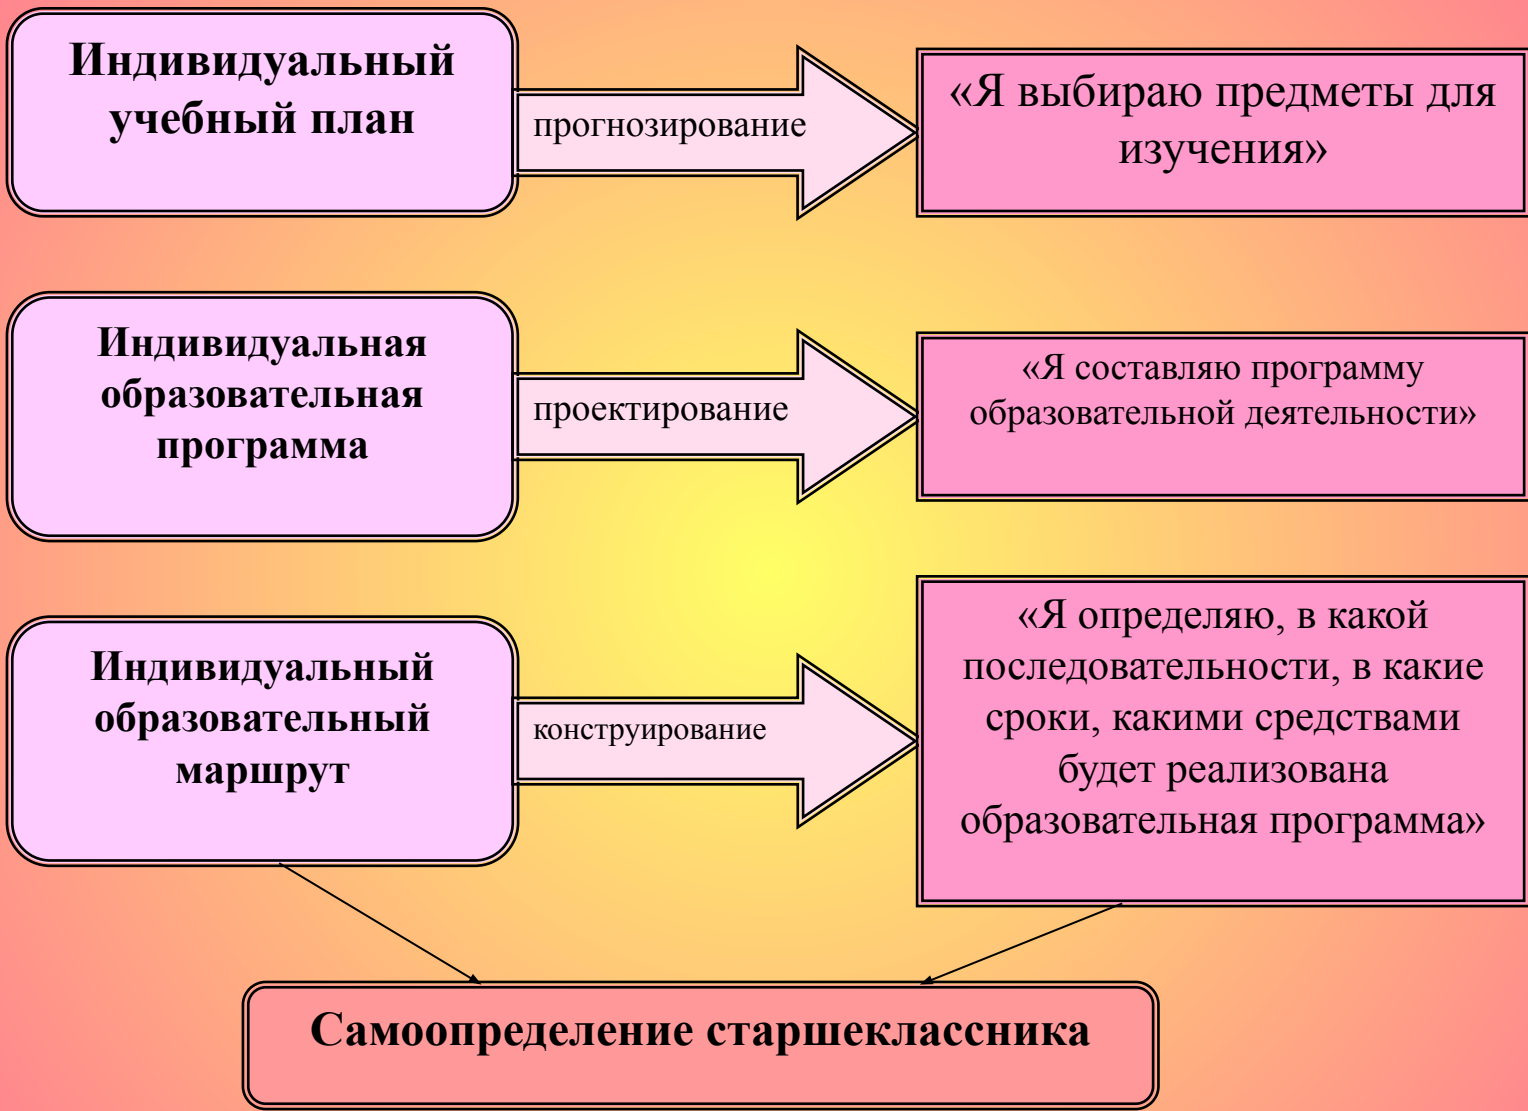 Индивидуальный
учебный план
прогнозирование
«Я выбираю предметы для
изучения»
Индивидуальная
образовательная
программа
проектирование
«Я составляю программу
образовательной деятельности»
Индивидуальный
образовательный
маршрут
конструирование
«Я определяю, в какой
последовательности, в какие
сроки, какими средствами
будет реализована
образовательная программа»
Самоопределение старшеклассника